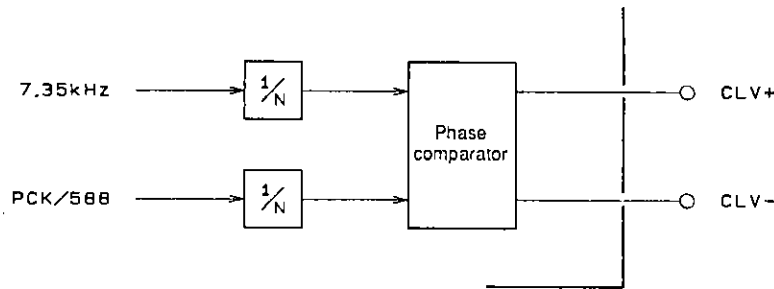 7.35kHz
1/N
Phase
comparator
CLV+
PCK/588
1/N
CLV-